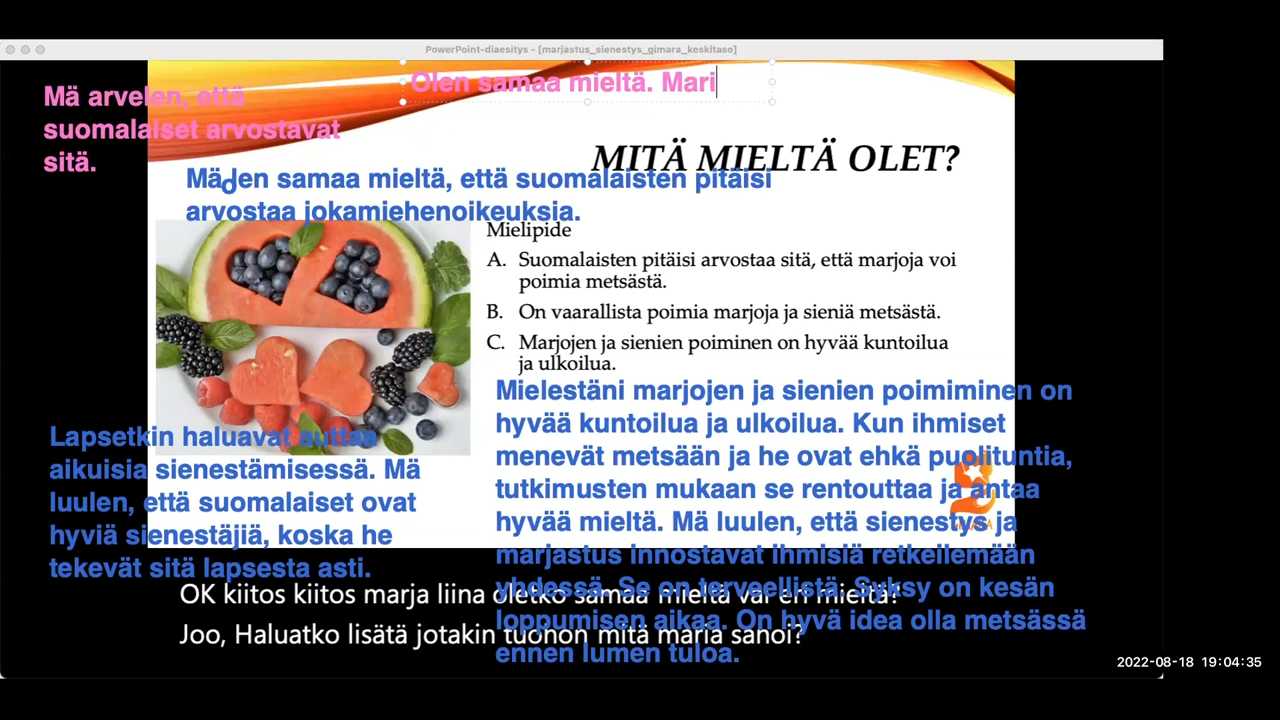 PowerPoint-diaesitys - [marjastus_sienestys_gimara_keskitaso]
Olen samaa mieltä. Mari
Mä arvelen, että
suomalaiset arvostavat
sitä.
MITÄ MIELTÄ OLET?
Mä olen samaa mieltä, että suomalaisten pitäisi
arvostaa jokamiehenoikeuksia.
Mielipide
A. Suomalaisten pitäisi arvostaa sitä, että marjoja voi
poimia metsästä.
B. On vaarallista poimia marjoja ja sieniä metsästä.
C. Marjojen ja sienien poiminen on hyvää kuntoilua
ja ulkoilua.
Mielestäni marjojen ja sienien poimiminen on
hyvää kuntoilua ja ulkoilua. Kun ihmiset
menevät metsään ja he ovat ehkä puolituntia,
tutkimusten mukaan se rentouttaa ja antaa
hyvää mieltä. Mä luulen, että sienestys ja
marjastus innostavat ihmisiä retkeilemään
yhdessä. Se on terveellistä. Syksy on kesän
loppumisen aikaa. On hyvä idea olla metsässä
ennen lumen tuloa.
Lapsetkin haluavat auttaa
aikuisia sienestämisessä. Mä
luulen, että suomalaiset ovat
hyviä sienestäjiä, koska he
tekevät sitä lapsesta asti.
OK kiitos kiitos marja liina oletko samaa mieltä vai eri mieltä?
Joo, Haluatko lisätä jotakin tuohon mitä maria sanoi?
2022-08-18 19:04:35